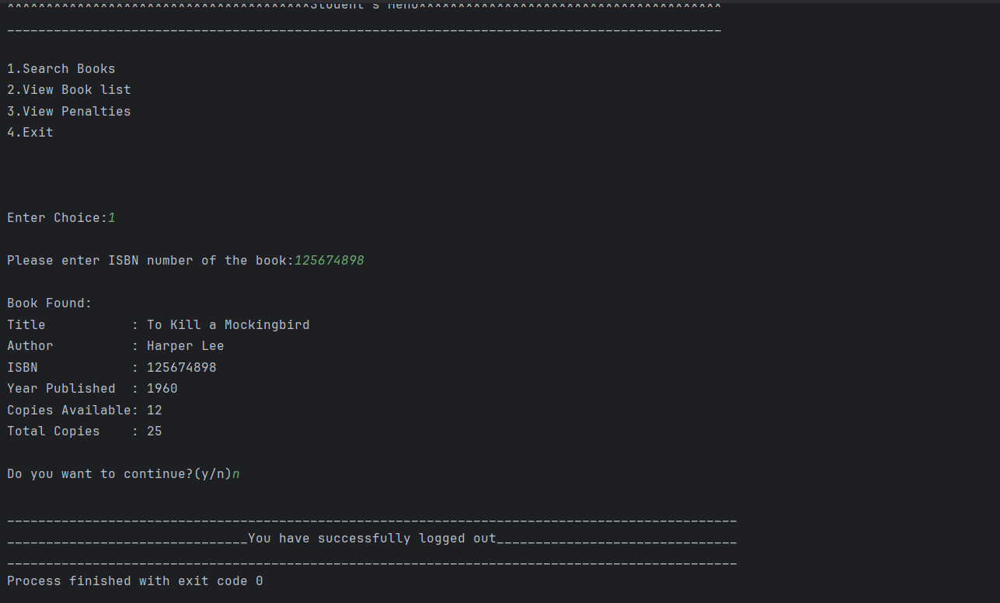 Student's Menu
1.Search Books
2.View Book list
3.View Penalties
4.Exit
Enter Choice:1
Please enter ISBN number of the book:125674898
Book Found:
Title           : To Kill a Mockingbird
Author          : Harper Lee
ISBN            : 125674898
Year Published  : 1960
Copies Available: 12
Total Copies    : 25
Do you want to continue?(y/n)n
_______________________________You have successfully logged out_______________________________
Process finished with exit code 0